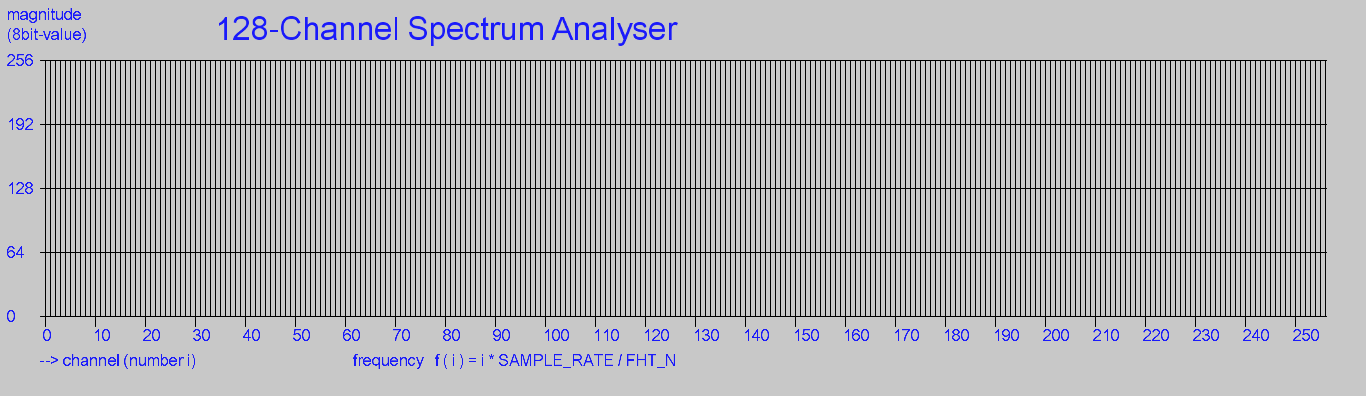 magnitude
(8bit-value)
128-Channel Spectrum Analyser
256
192
128
64
0
0 10 20 30 40 50 60 70 80 90 100 110 120 130 140 150 160 170 180 190 200 210 220 230 240 250
--> channel (number i)
frequency f ( i ) = i * SAMPLE_RATE / FHT_N